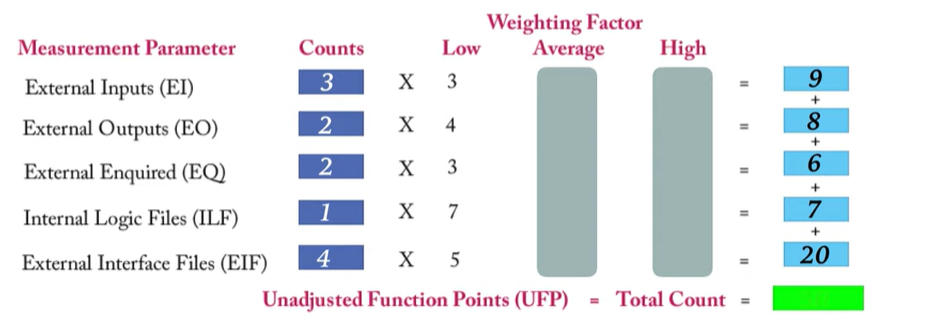 Weighting Factor
Measurement Parameter Counts Low Average High
External Inputs (EI) 3 X 3 = 9
+
External Outputs (EO) 2 X 4 = 8
+
External Enquired (EQ) 2 X 3 = 6
+
Internal Logic Files (ILF) 1 X 7 = 7
+
External Interface Files (EIF) 4 X 5 = 20
Unadjusted Function Points (UFP) = Total Count =